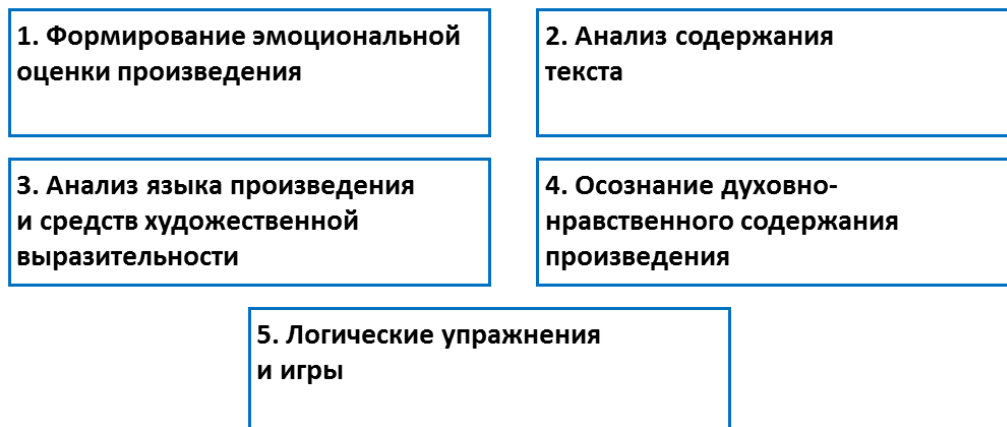 1. Формирование эмоциональной
оценки произведения
2. Анализ содержания
текста
3. Анализ языка произведения
и средств художественной
выразительности
4. Осознание духовно-
нравственного содержания
произведения
5. Логические упражнения
и игры